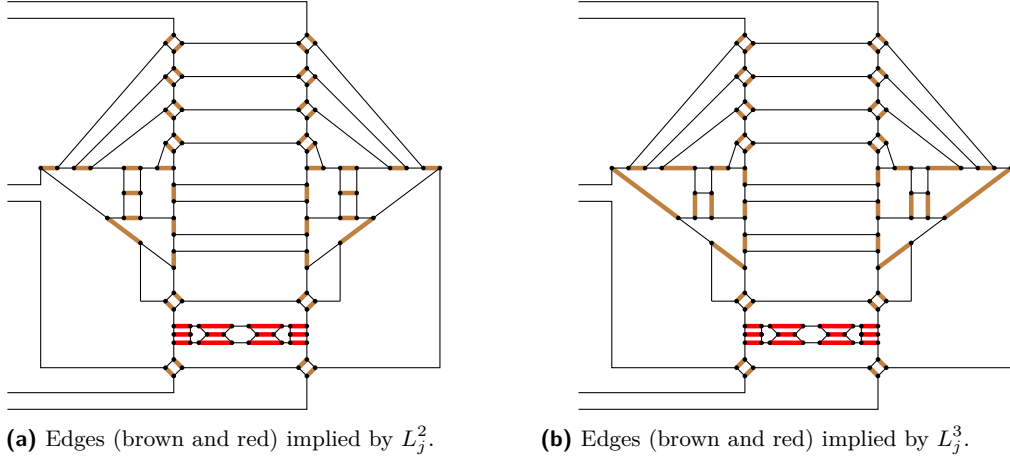 (a) Edges (brown and red) implied by $L_j^2$.
(b) Edges (brown and red) implied by $L_j^3$.